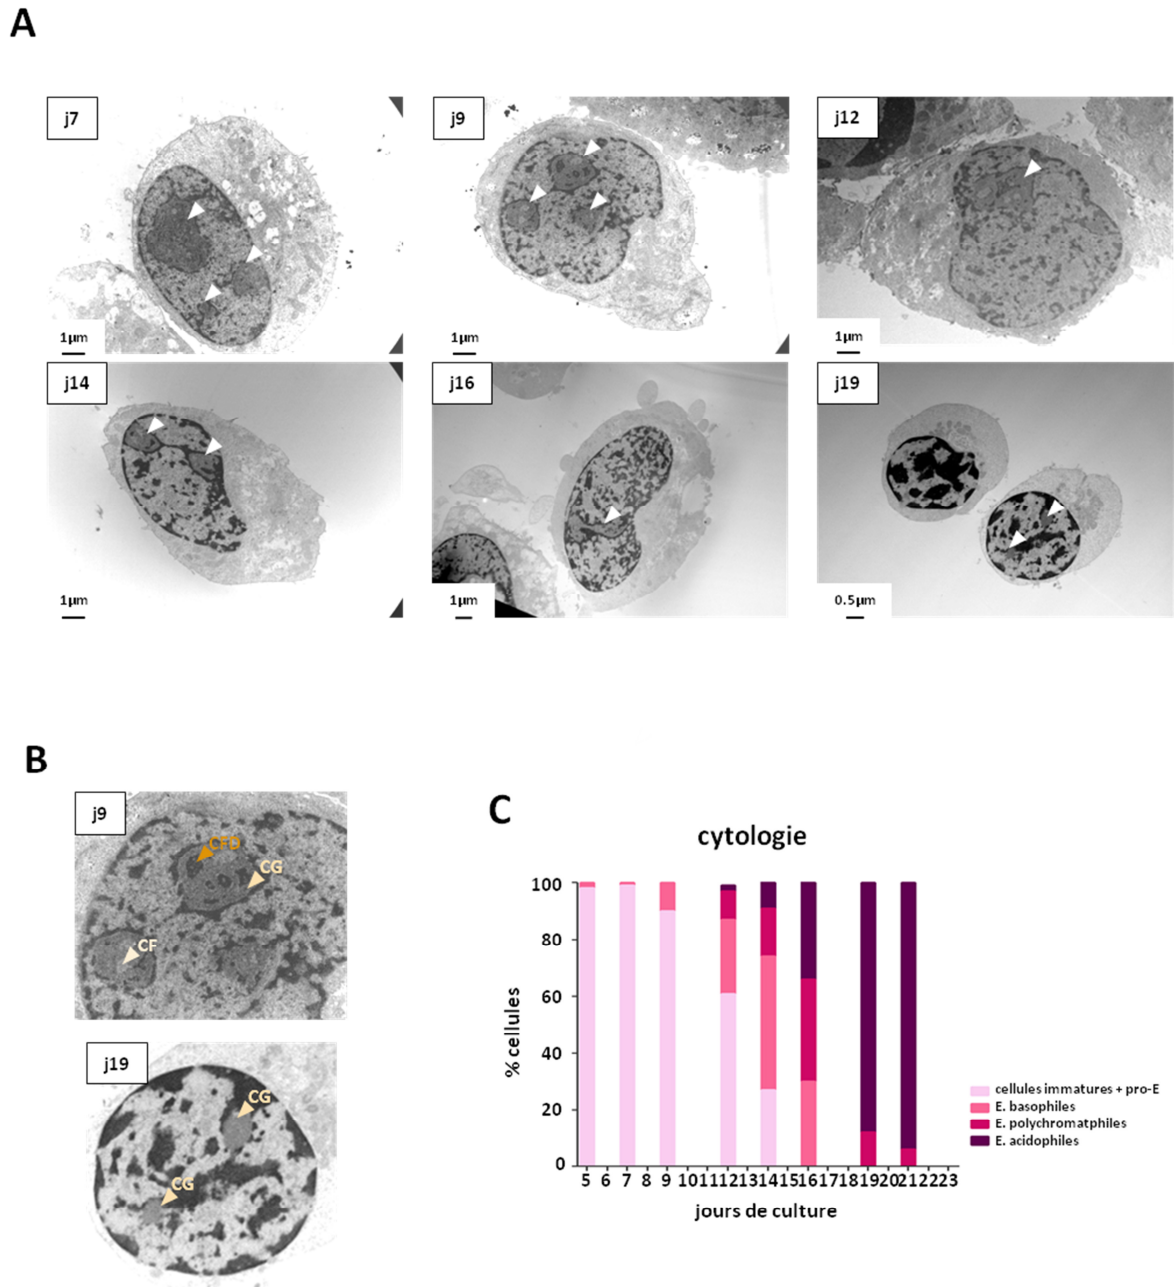 A
j7
j9
j12
1µm
1µm
1µm
j14
j16
j19
1µm
1µm
0.5µm
B
j9
CFD
CG
CF
j19
CG
CG
C
cytologie
100
80
60
40
20
0
% cellules
5 6 7 8 9 10 11 12 13 14 15 16 17 18 19 20 21 22 23
jours de culture
cellules immatures + pro-E
E. basophiles
E. polychromatphiles
E. acidophiles